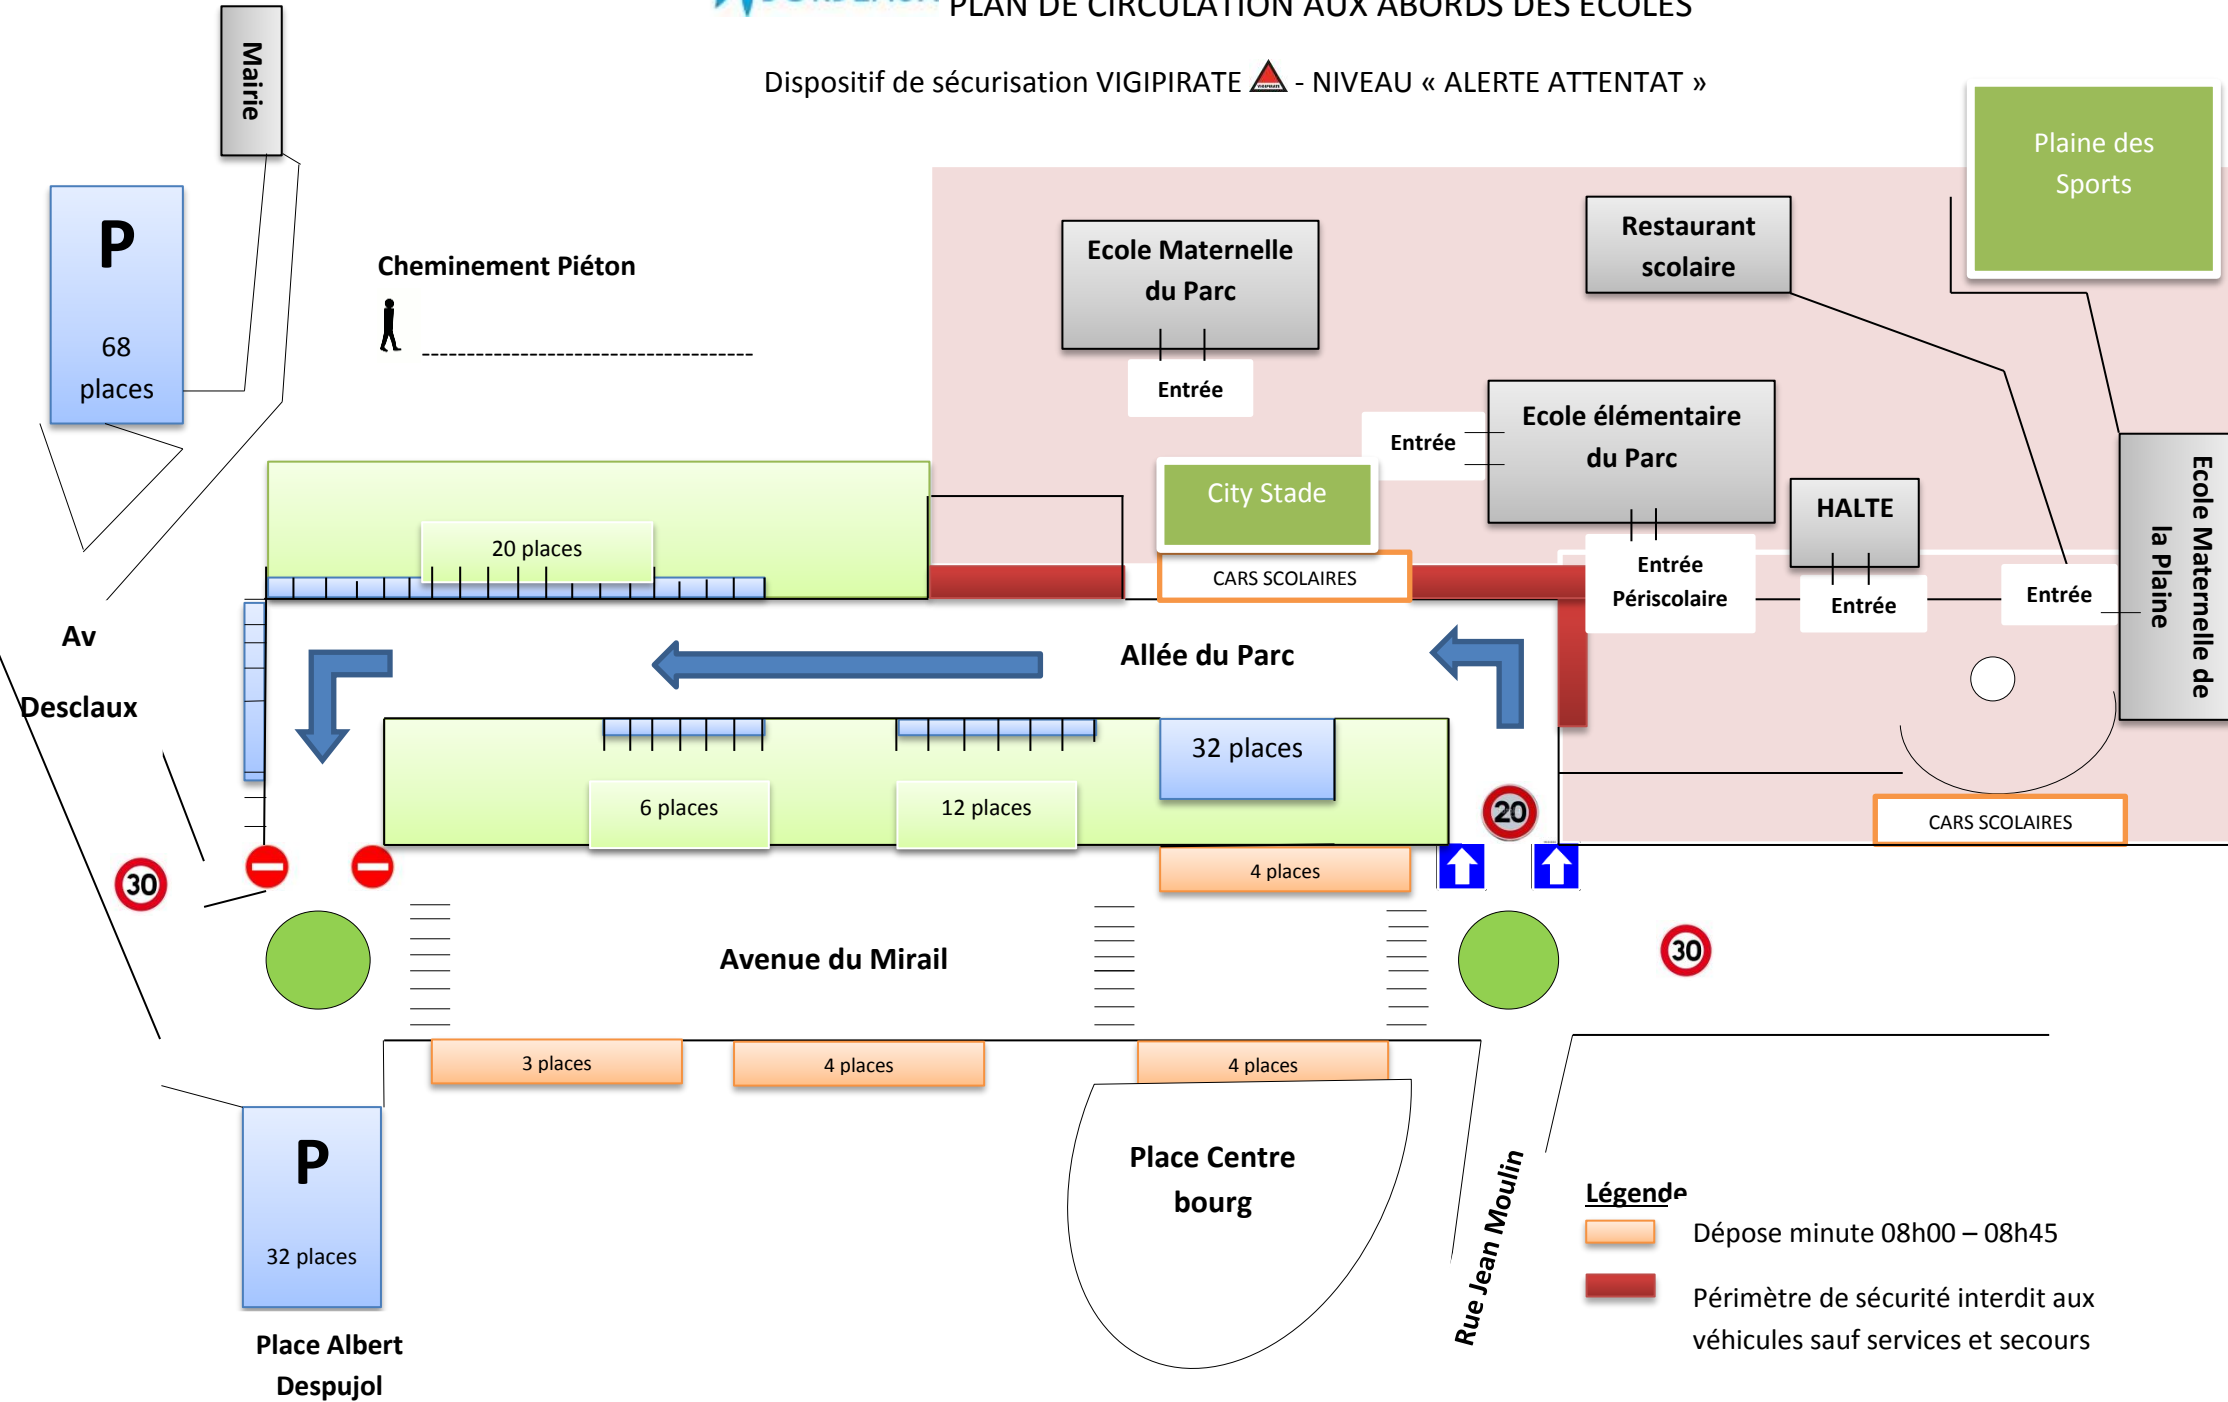 PLAN DE CIRCULATION AUX ABORDS DES ECOLES
Dispositif de sécurisation VIGIPIRATE - NIVEAU « ALERTE ATTENTAT »
Mairie
P
68
places
Cheminement Piéton
Plaine des
Sports
Ecole Maternelle
du Parc
Entrée
Restaurant
scolaire
Ecole élémentaire
du Parc
Entrée
City Stade
HALTE
Entrée
Périscolaire
Entrée
Entrée
Ecole Maternelle de
la Plaine
20 places
CARS SCOLAIRES
Av
Desclaux
Allée du Parc
32 places
6 places
12 places
20
CARS SCOLAIRES
30
4 places
Avenue du Mirail
30
3 places
4 places
4 places
P
32 places
Place Albert
Despujol
Place Centre
bourg
Rue Jean Moulin
Légende
Dépose minute 08h00 – 08h45
Périmètre de sécurité interdit aux
véhicules sauf services et secours